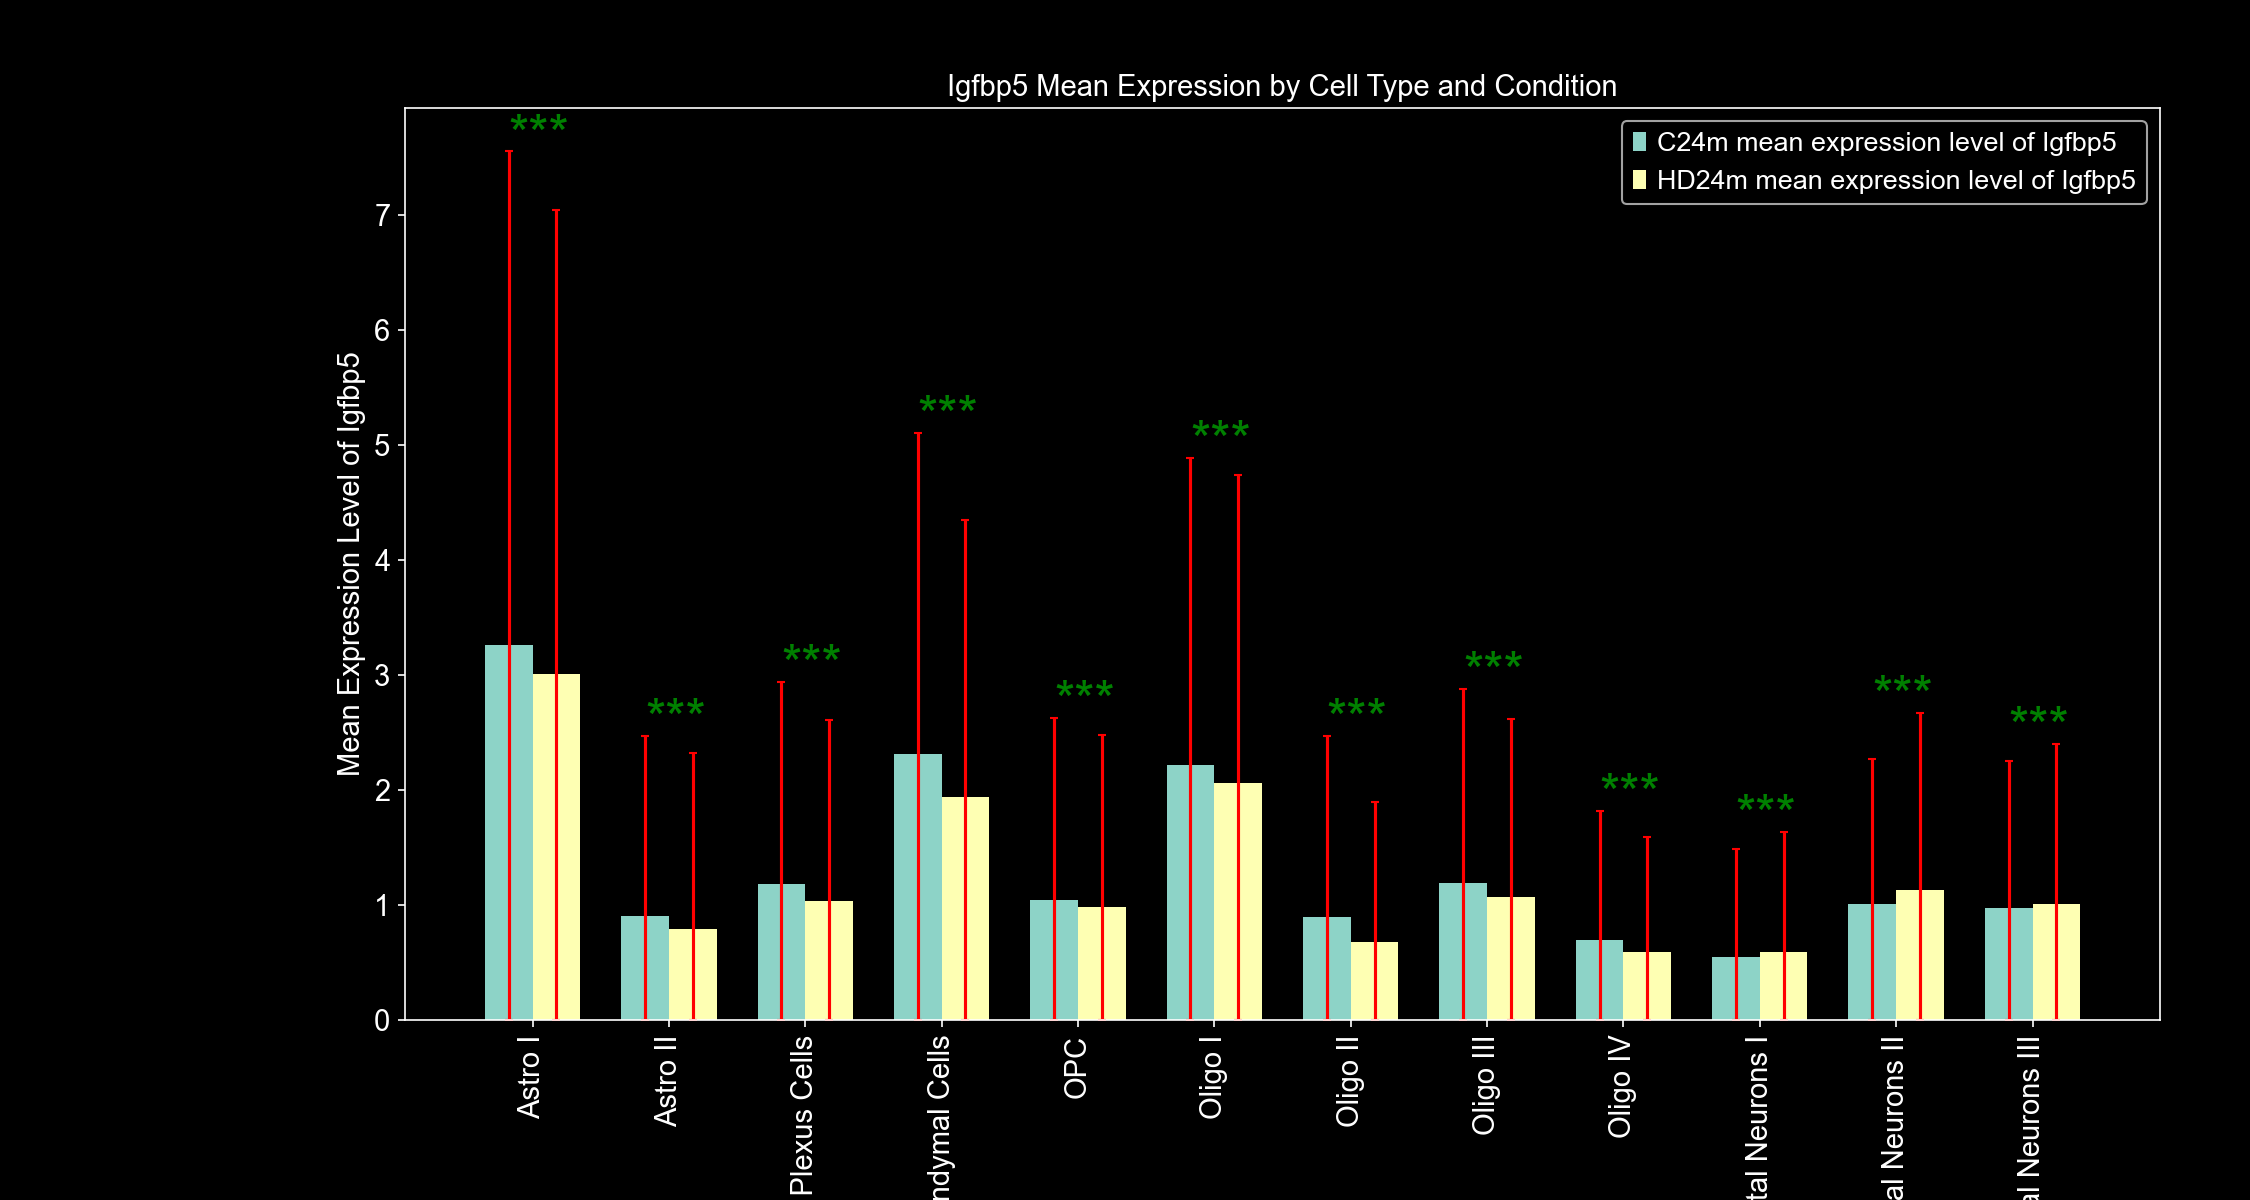 Igfbp5 Mean Expression by Cell Type and Condition
***
C24m mean expression level of Igfbp5
HD24m mean expression level of Igfbp5
7
6
5
4
3
2
1
0
Mean Expression Level of Igfbp5
***
***
***
***
***
***
***
***
***
***
***
Astro I
Astro II
Plexus Cells
ndymal Cells
OPC
Oligo I
Oligo II
Oligo III
Oligo IV
tal Neurons I
al Neurons II
al Neurons III